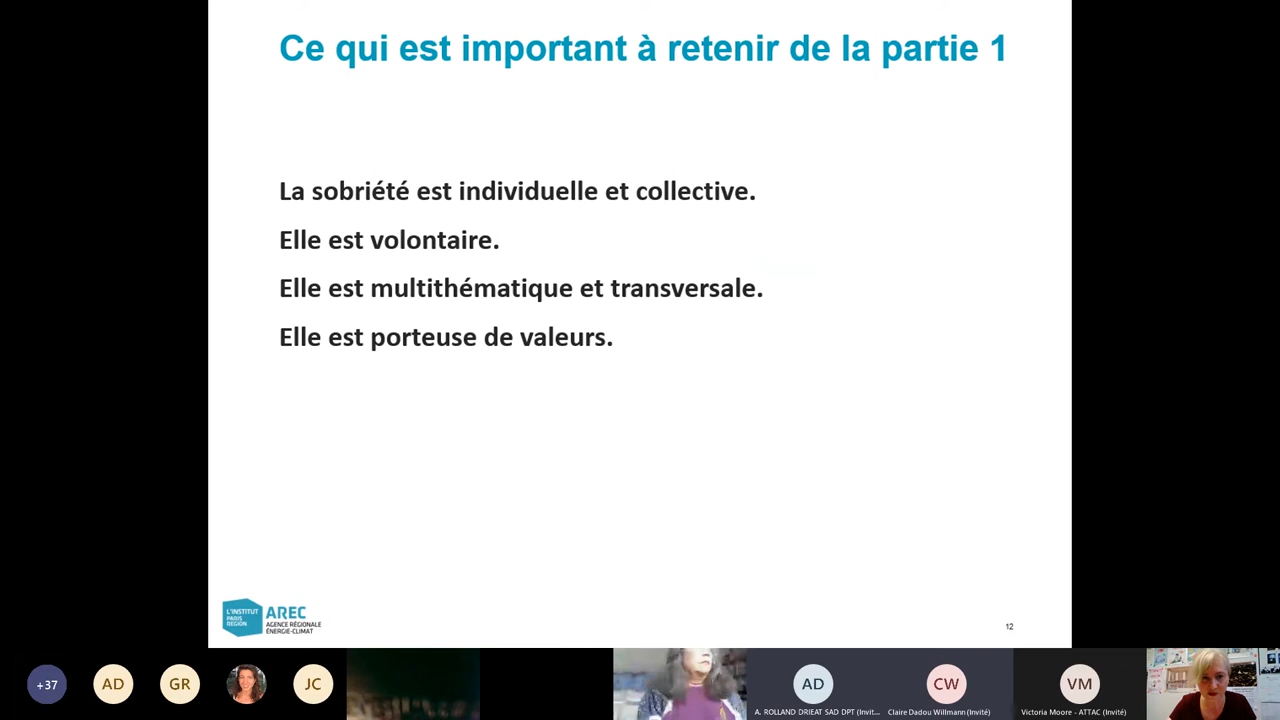 Ce qui est important à retenir de la partie 1
La sobriété est individuelle et collective.
Elle est volontaire.
Elle est multithématique et transversale.
Elle est porteuse de valeurs.
L'INSTITUT
PARIS
REGION
AREC
AGENCE RÉGIONALE
ÉNERGIE-CLIMAT
12
+37
AD
GR
JC
AD
CW
VM
A. ROLLAND DRIEAT SAD DPT (Invit...
Claire Dadou Willmann (Invité)
Victoria Moore - ATTAC (Invité)